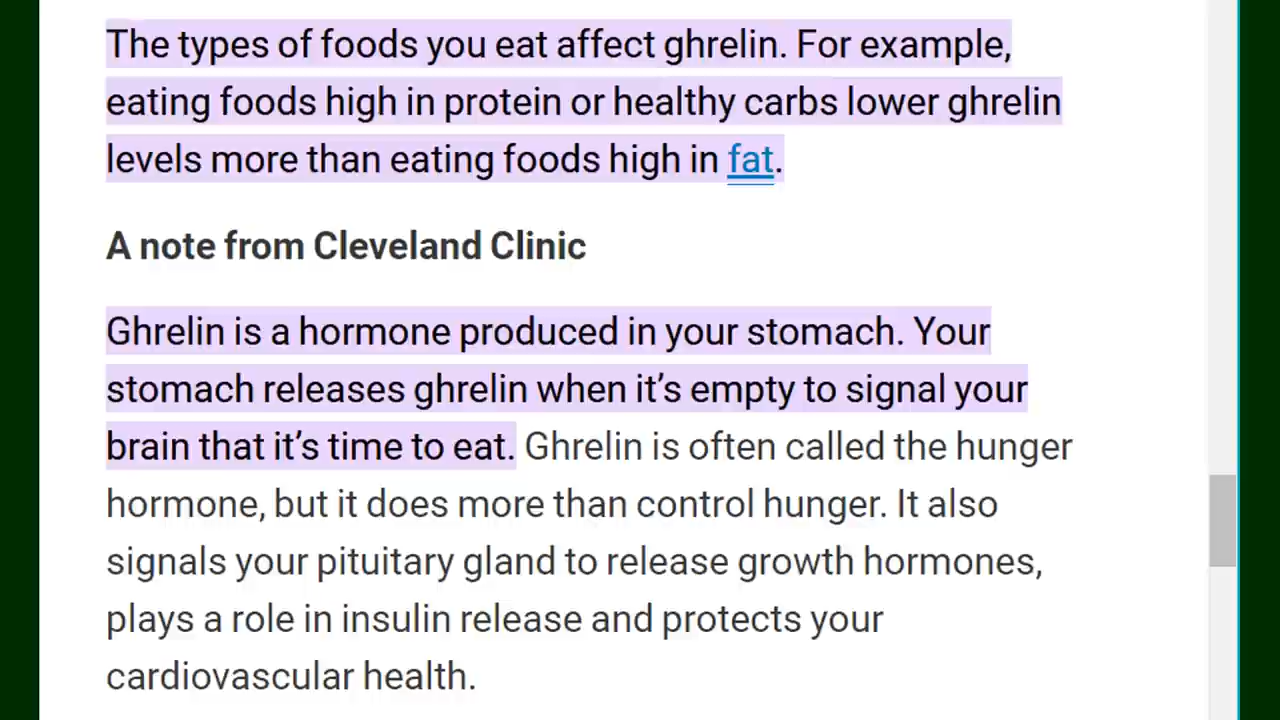 The types of foods you eat affect ghrelin. For example,
eating foods high in protein or healthy carbs lower ghrelin
levels more than eating foods high in fat.
A note from Cleveland Clinic
Ghrelin is a hormone produced in your stomach. Your
stomach releases ghrelin when it’s empty to signal your
brain that it’s time to eat. Ghrelin is often called the hunger
hormone, but it does more than control hunger. It also
signals your pituitary gland to release growth hormones,
plays a role in insulin release and protects your
cardiovascular health.